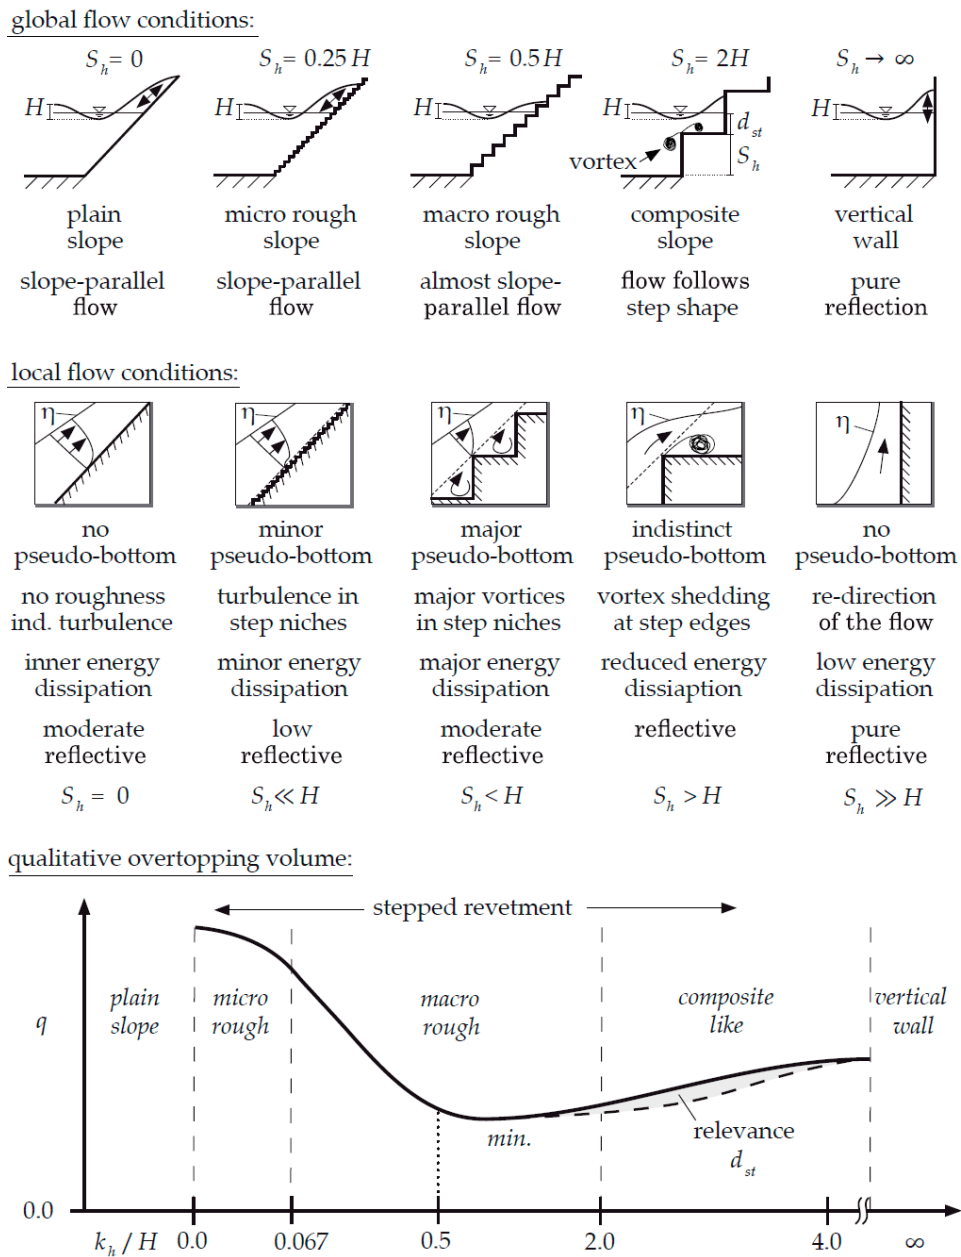 global flow conditions:
S_h = 0
S_h = 0.25 H
S_h = 0.5 H
S_h = 2H
S_h → ∞
H
H
H
H
H
d_st
S_h
vortex
plain
slope
micro rough
slope
macro rough
slope
composite
slope
vertical
wall
slope-parallel
flow
slope-parallel
flow
almost slope-
parallel flow
flow follows
step shape
pure
reflection
local flow conditions:
η
η
η
η
η
no
pseudo-bottom
minor
pseudo-bottom
major
pseudo-bottom
indistinct
pseudo-bottom
no
pseudo-bottom
no roughness
ind. turbulence
turbulence in
step niches
major vortices
in step niches
vortex shedding
at step edges
re-direction
of the flow
inner energy
dissipation
minor energy
dissipation
major energy
dissipation
reduced energy
dissiaption
low energy
dissipation
moderate
reflective
low
reflective
moderate
reflective
reflective
pure
reflective
S_h = 0
S_h ≪ H
S_h < H
S_h > H
S_h ≫ H
qualitative overtopping volume:
stepped revetment
plain
slope
micro
rough
macro
rough
composite
like
vertical
wall
q
min.
relevance
d_st
0.0
k_h / H
0.0
0.067
0.5
2.0
4.0
∞